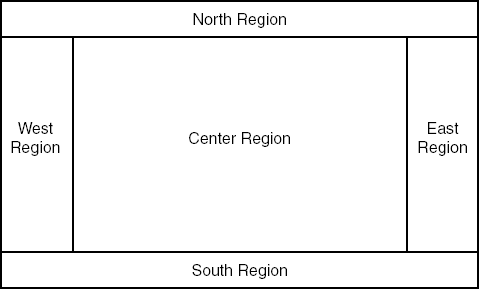 North Region
West
Region
Center Region
East
Region
South Region